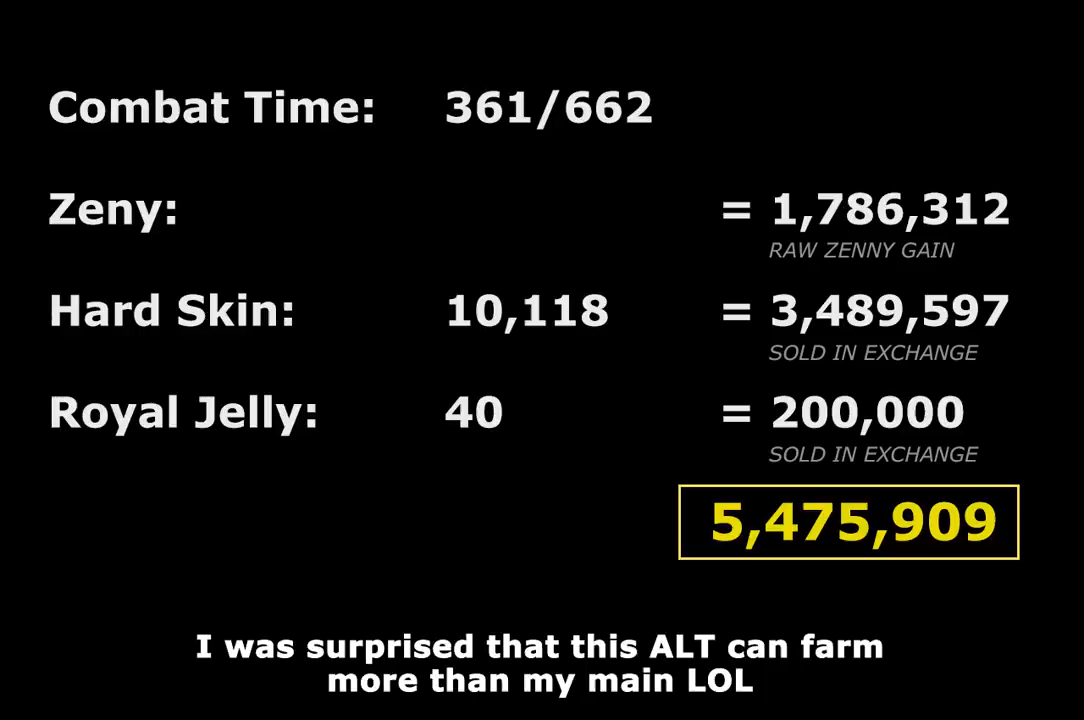 Combat Time: 361/662
Zeny: = 1,786,312
RAW ZENNY GAIN
Hard Skin: 10,118 = 3,489,597
SOLD IN EXCHANGE
Royal Jelly: 40 = 200,000
SOLD IN EXCHANGE
5,475,909
I was surprised that this ALT can farm
more than my main LOL